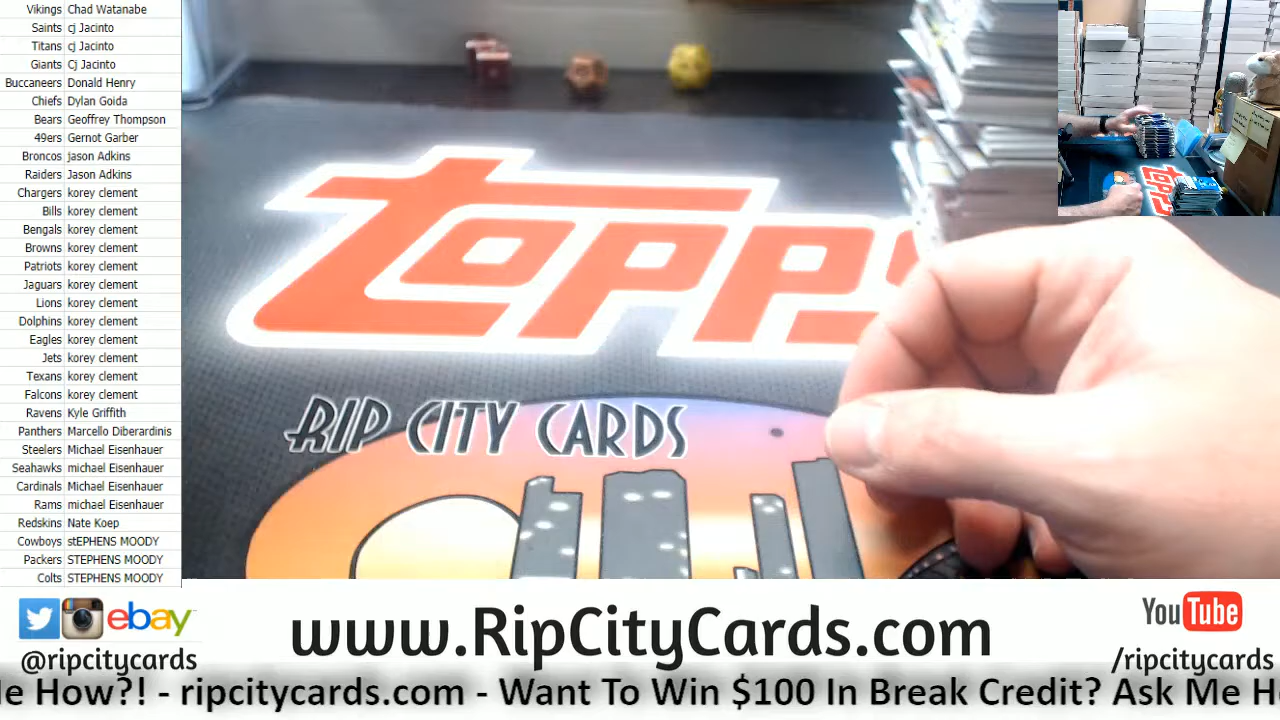 Vikings Chad Watanabe
Saints cj Jacinto
Titans cj Jacinto
Giants Cj Jacinto
Buccaneers Donald Henry
Chiefs Dylan Goida
Bears Geoffrey Thompson
49ers Gernot Garber
Broncos jason Adkins
Raiders Jason Adkins
Chargers korey clement
Bills korey clement
Bengals korey clement
Browns korey clement
Patriots korey clement
Jaguars korey clement
Lions korey clement
Dolphins korey clement
Eagles korey clement
Jets korey clement
Texans korey clement
Falcons korey clement
Ravens Kyle Griffith
Panthers Marcello Diberardinis
Steelers Michael Eisenhauer
Seahawks michael Eisenhauer
Cardinals Michael Eisenhauer
Rams michael Eisenhauer
Redskins Nate Koep
Cowboys stEPHENS MOODY
Packers STEPHENS MOODY
Colts STEPHENS MOODY
topps
RIP CITY CARDS
topps
ebay
@ripcitycards
www.RipCityCards.com
YouTube
/ripcitycards
Me How?! - ripcitycards.com - Want To Win $100 In Break Credit? Ask Me H